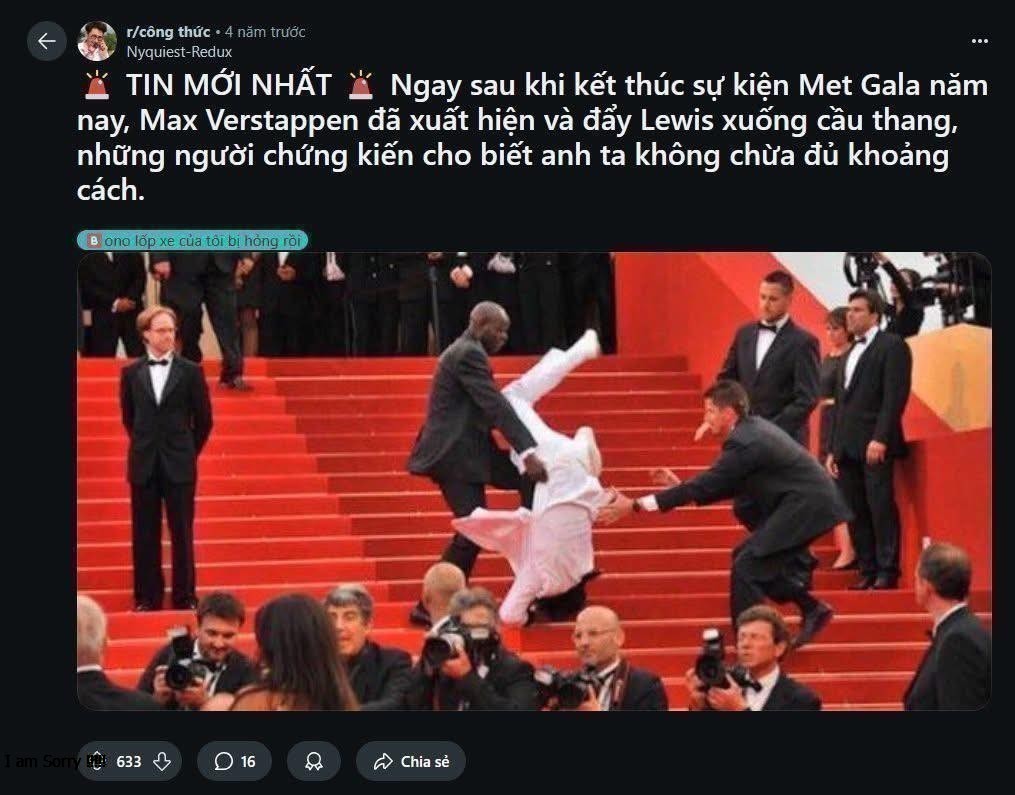 r/công thức • 4 năm trước
Nyquiest-Redux
🚨 TIN MỚI NHẤT 🚨 Ngay sau khi kết thúc sự kiện Met Gala năm
nay, Max Verstappen đã xuất hiện và đẩy Lewis xuống cầu thang,
những người chứng kiến cho biết anh ta không chừa đủ khoảng
cách.
🅱ono lốp xe của tôi bị hỏng rồi
I am Sorry
633
16
Chia sẻ